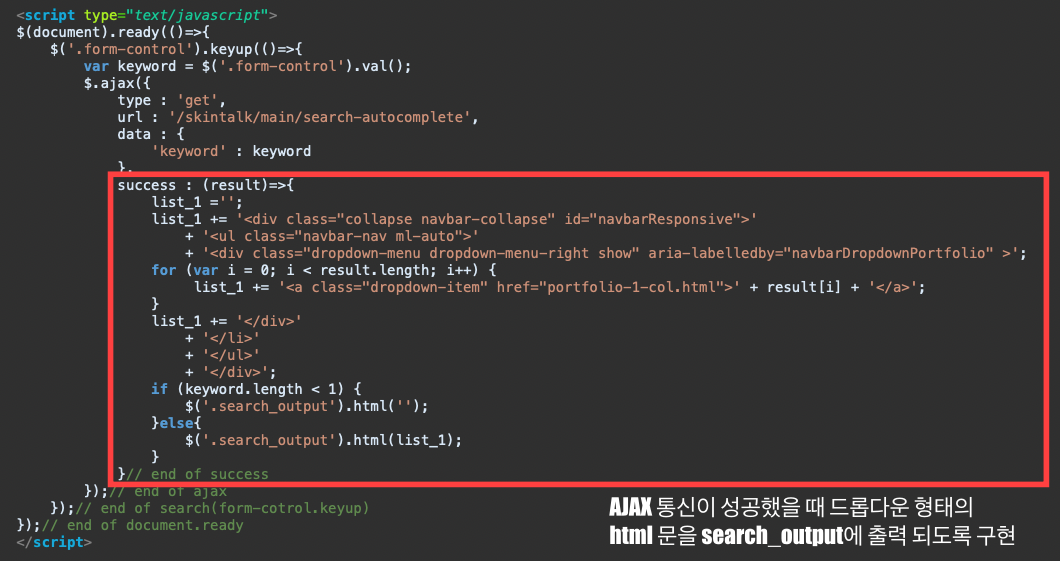 <script type="text/javascript">
$(document).ready(()=>{
    $('.form-control').keyup(()=>{
        var keyword = $('.form-control').val();
        $.ajax({
            type : 'get',
            url : '/skintalk/main/search-autocomplete',
            data : {
                'keyword' : keyword
            },
            success : (result)=>{
                list_1 ='';
                list_1 += '<div class="collapse navbar-collapse" id="navbarResponsive">'
                    + '<ul class="navbar-nav ml-auto">'
                    + '<div class="dropdown-menu dropdown-menu-right show" aria-labelledby="navbarDropdownPortfolio" >';
                for (var i = 0; i < result.length; i++) {
                     list_1 += '<a class="dropdown-item" href="portfolio-1-col.html">' + result[i] + '</a>';
                }
                list_1 += '</div>'
                    + '</li>'
                    + '</ul>'
                    + '</div>';
                if (keyword.length < 1) {
                    $('.search_output').html('');
                }else{
                    $('.search_output').html(list_1);
                }
            }// end of success
        });// end of ajax
    });// end of search(form-cotrol.keyup)
});// end of document.ready
</script>
AJAX 통신이 성공했을 때 드롭다운 형태의
html 문을 search_output에 출력 되도록 구현